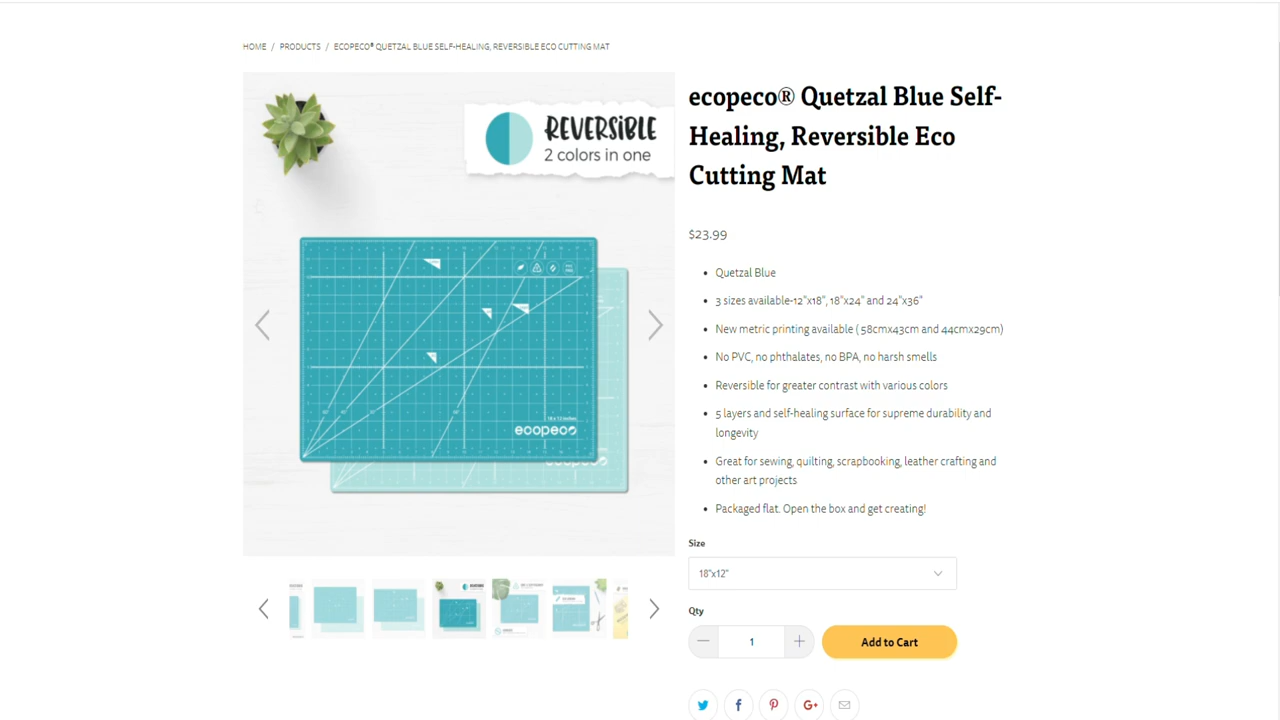 HOME / PRODUCTS / ECOPECO® QUETZAL BLUE SELF-HEALING, REVERSIBLE ECO CUTTING MAT
REVERSIBLE
2 colors in one
ecopeco
ecopeco® Quetzal Blue Self-
Healing, Reversible Eco
Cutting Mat
$23.99
• Quetzal Blue
• 3 sizes available-12"x18", 18"x24" and 24"x36"
• New metric printing available ( 58cmx43cm and 44cmx29cm)
• No PVC, no phthalates, no BPA, no harsh smells
• Reversible for greater contrast with various colors
• 5 layers and self-healing surface for supreme durability and
longevity
• Great for sewing, quilting, scrapbooking, leather crafting and
other art projects
• Packaged flat. Open the box and get creating!
Size
18"x12"
Qty
1
Add to Cart